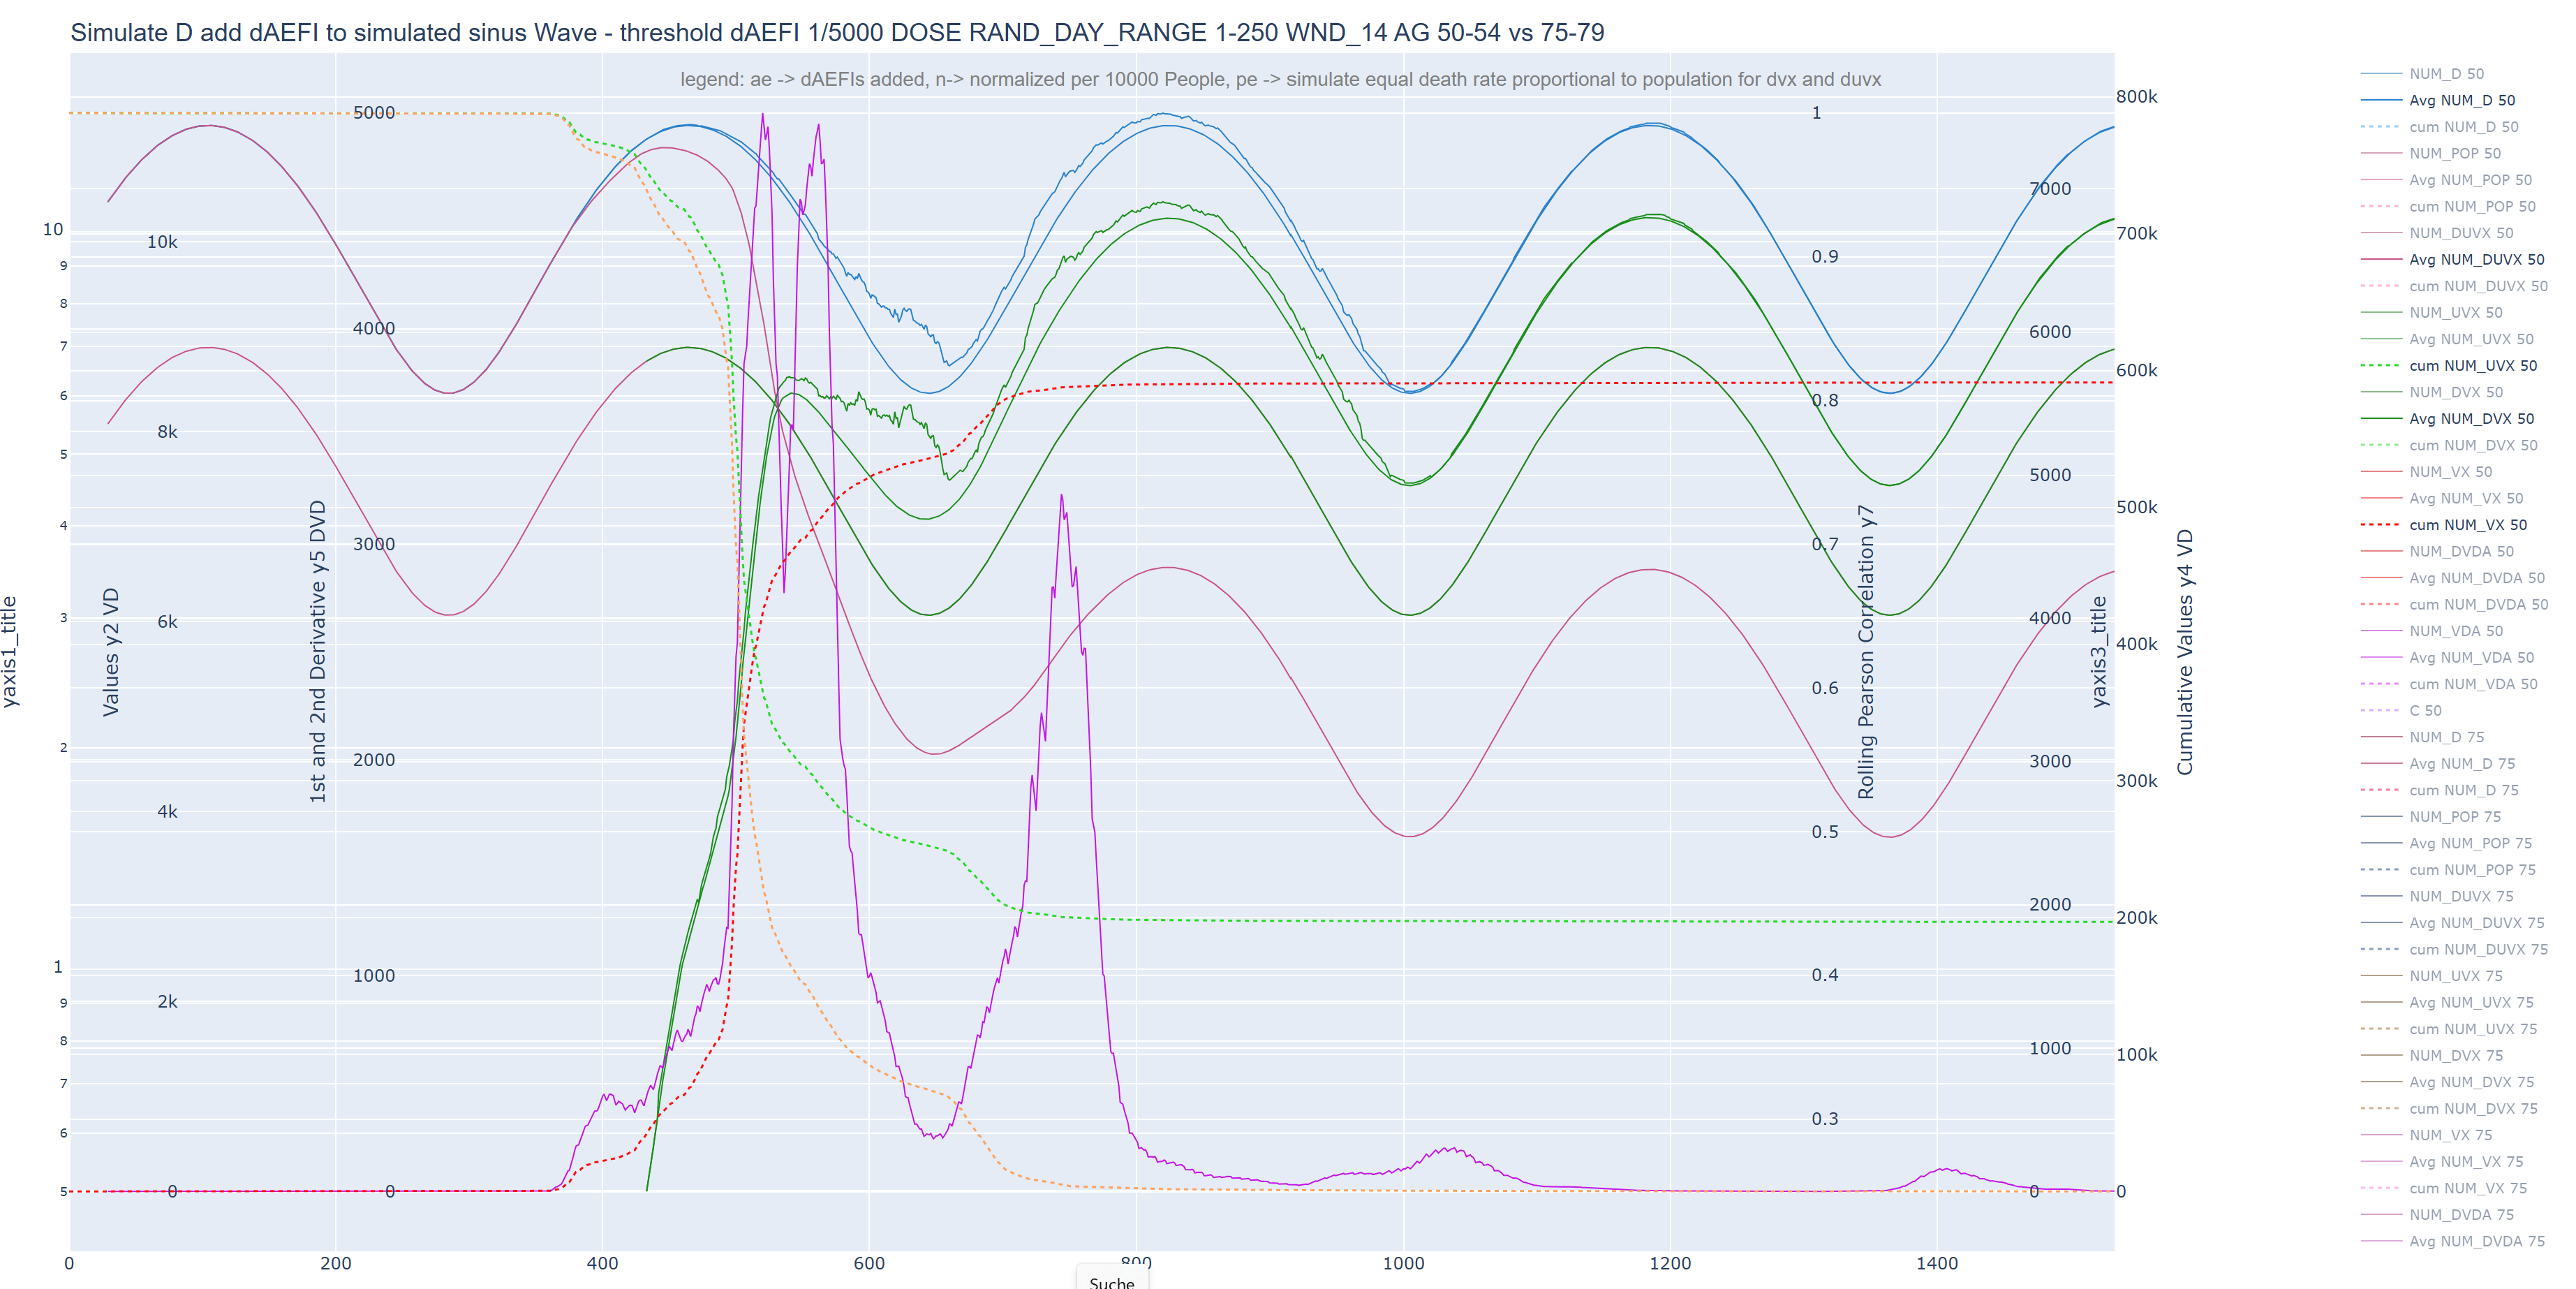 Simulate D add dAEFI to simulated sinus Wave - threshold dAEFI 1/5000 DOSE RAND_DAY_RANGE 1-250 WND_14 AG 50-54 vs 75-79
legend: ae -> dAEFIs added, n-> normalized per 10000 People, pe -> simulate equal death rate proportional to population for dvx and duvx
yaxis1_title
10
9
8
7
6
5
4
3
2
1
9
8
7
6
5
Values y2 VD
10k
8k
6k
4k
2k
0
1st and 2nd Derivative y5 DVD
5000
4000
3000
2000
1000
0
Rolling Pearson Correlation y7
1
0.9
0.8
0.7
0.6
0.5
0.4
0.3
yaxis3_title
7000
6000
5000
4000
3000
2000
1000
0
Cumulative Values y4 VD
800k
700k
600k
500k
400k
300k
200k
100k
0
0
200
400
600
800
1000
1200
1400
Suche
NUM_D 50
Avg NUM_D 50
cum NUM_D 50
NUM_POP 50
Avg NUM_POP 50
cum NUM_POP 50
NUM_DUVX 50
Avg NUM_DUVX 50
cum NUM_DUVX 50
NUM_UVX 50
Avg NUM_UVX 50
cum NUM_UVX 50
NUM_DVX 50
Avg NUM_DVX 50
cum NUM_DVX 50
NUM_VX 50
Avg NUM_VX 50
cum NUM_VX 50
NUM_DVDA 50
Avg NUM_DVDA 50
cum NUM_DVDA 50
NUM_VDA 50
Avg NUM_VDA 50
cum NUM_VDA 50
C 50
NUM_D 75
Avg NUM_D 75
cum NUM_D 75
NUM_POP 75
Avg NUM_POP 75
cum NUM_POP 75
NUM_DUVX 75
Avg NUM_DUVX 75
cum NUM_DUVX 75
NUM_UVX 75
Avg NUM_UVX 75
cum NUM_UVX 75
NUM_DVX 75
Avg NUM_DVX 75
cum NUM_DVX 75
NUM_VX 75
Avg NUM_VX 75
cum NUM_VX 75
NUM_DVDA 75
Avg NUM_DVDA 75